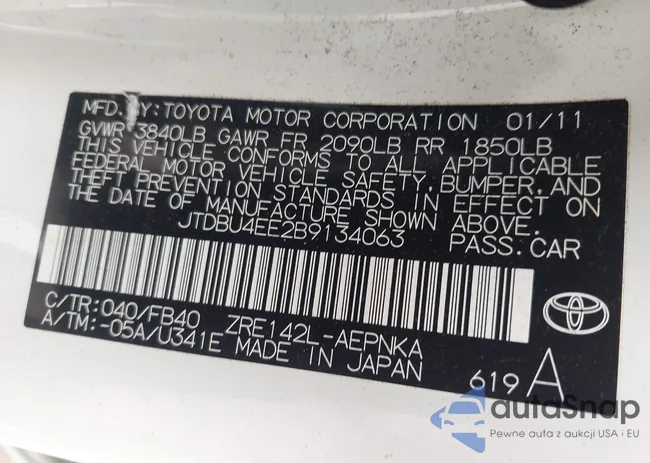 MFD. BY: TOYOTA MOTOR CORPORATION 01/11
GVWR 3840LB GAWR FR 2090LB RR 1850LB
THIS VEHICLE CONFORMS TO ALL APPLICABLE
FEDERAL MOTOR VEHICLE SAFETY, BUMPER, AND
THEFT PREVENTION STANDARDS IN EFFECT ON
THE DATE OF MANUFACTURE SHOWN ABOVE.
JTDBU4EE2B9134063 PASS.CAR
C/TR:040/FB40 ZRE142L-AEPNKA
A/TM:-05A/U341E MADE IN JAPAN
619 A
autaSnap
Pewne auta z aukcji USA i EU